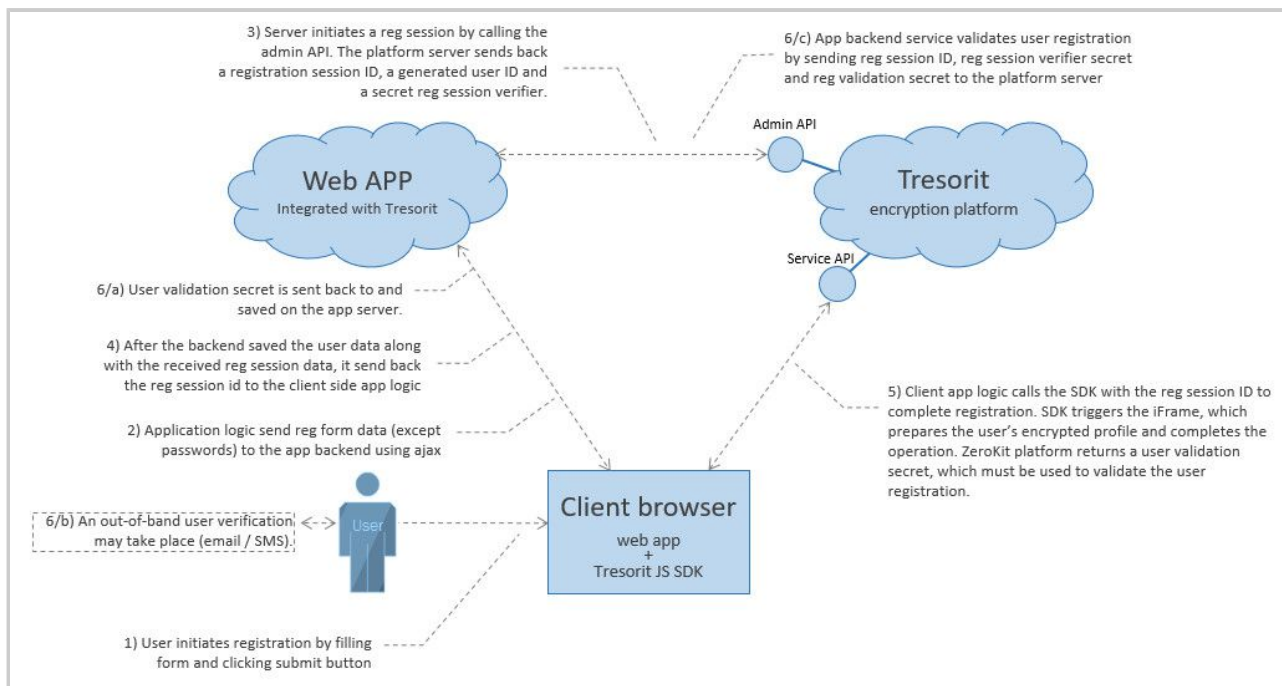 3) Server initiates a reg session by calling the
admin API. The platform server sends back
a registration session ID, a generated user ID and
a secret reg session verifier.
6/c) App backend service validates user registration
by sending reg session ID, reg session verifier secret
and reg validation secret to the platform server
Admin API
Web APP
Integrated with Tresorit
Tresorit
encryption platform
Service API
6/a) User validation secret is sent back to and
saved on the app server.
4) After the backend saved the user data along
with the received reg session data, it send back
the reg session id to the client side app logic
2) Application logic send reg form data (except
passwords) to the app backend using ajax
5) Client app logic calls the SDK with the reg session ID to
complete registration. SDK triggers the iFrame, which
prepares the user's encrypted profile and completes the
operation. ZeroKit platform returns a user validation
secret, which must be used to validate the user
registration.
6/b) An out-of-band user verification
may take place (email / SMS).
User
Client browser
web app
+
Tresorit JS SDK
1) User initiates registration by filling
form and clicking submit button